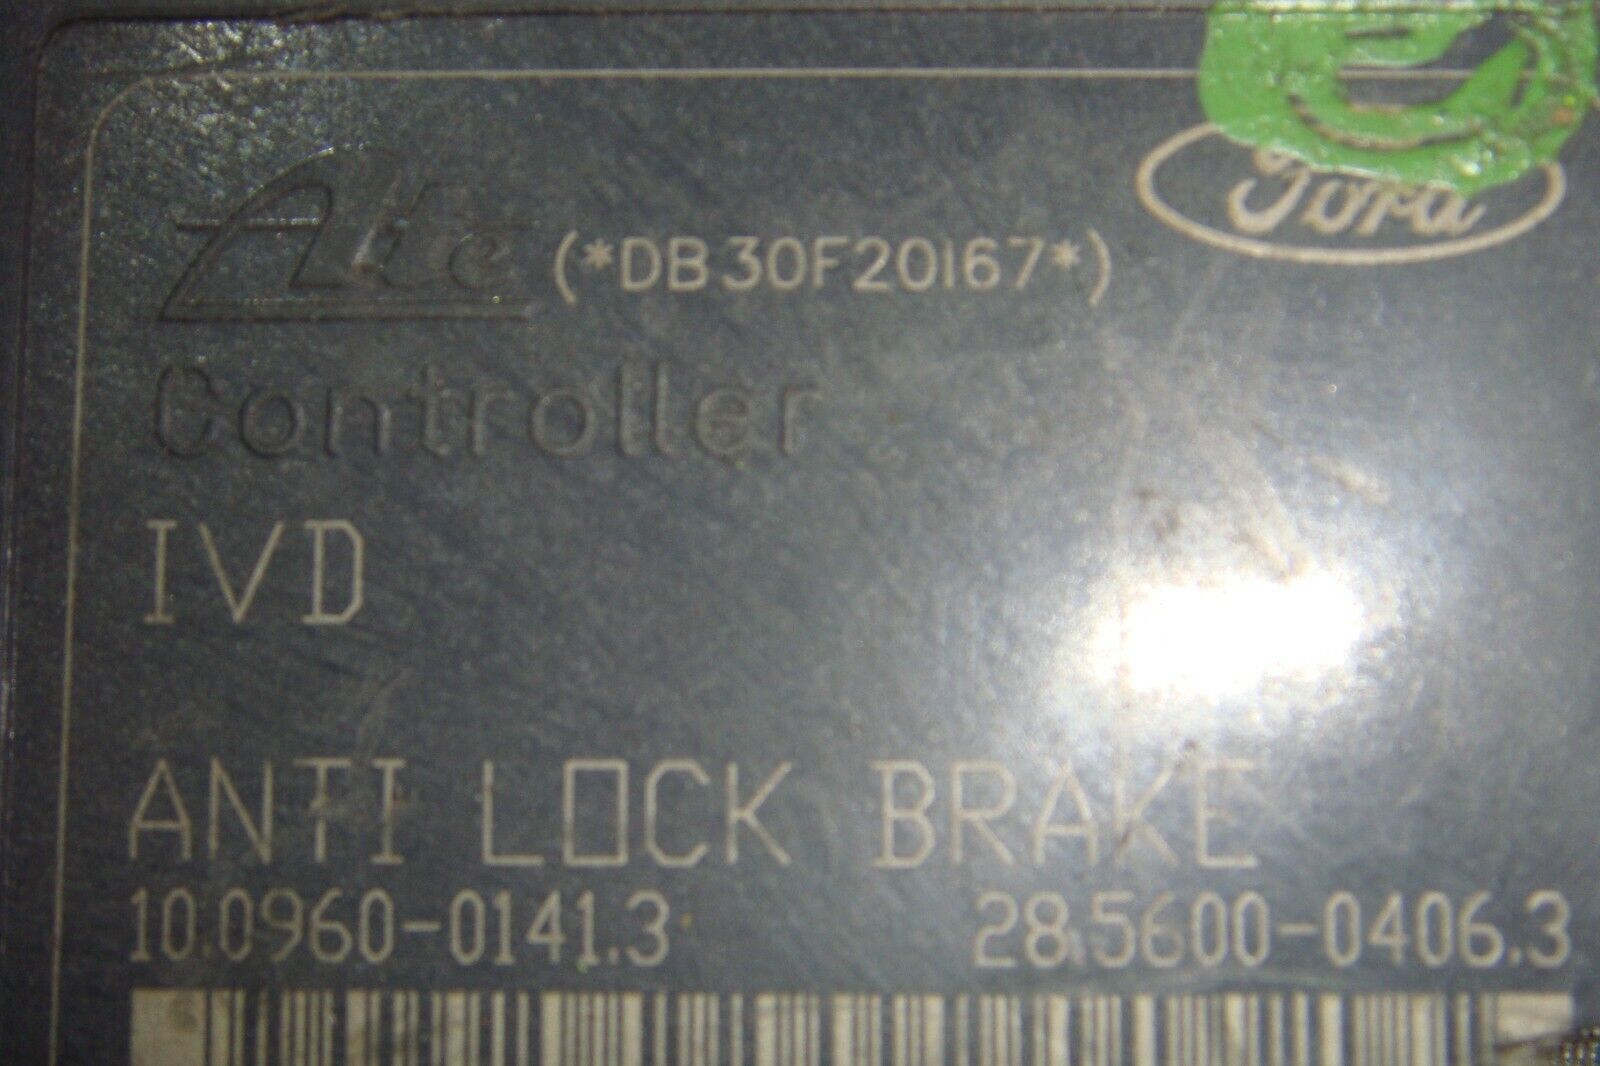 Ate (*DB30F20167*) Ford
Controller
IVD
ANTI LOCK BRAKE
10.0960-0141.3 28.5600-0406.3